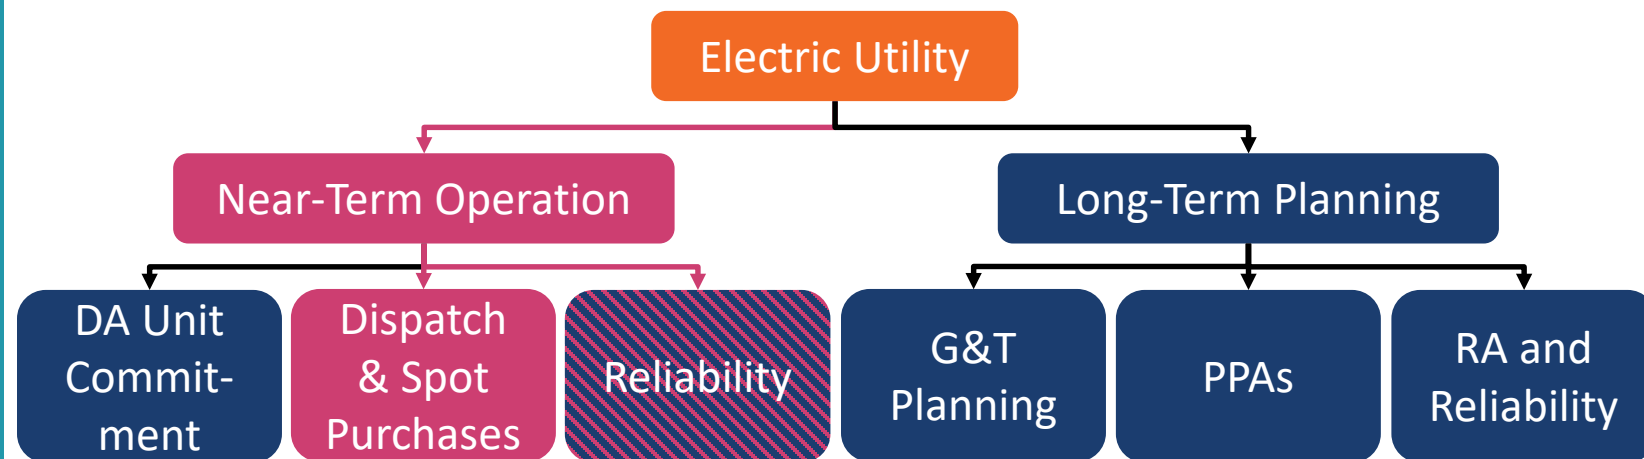 Electric Utility
Near-Term Operation
Long-Term Planning
DA Unit
Commit-
ment
Dispatch
& Spot
Purchases
Reliability
G&T
Planning
PPAs
RA and
Reliability